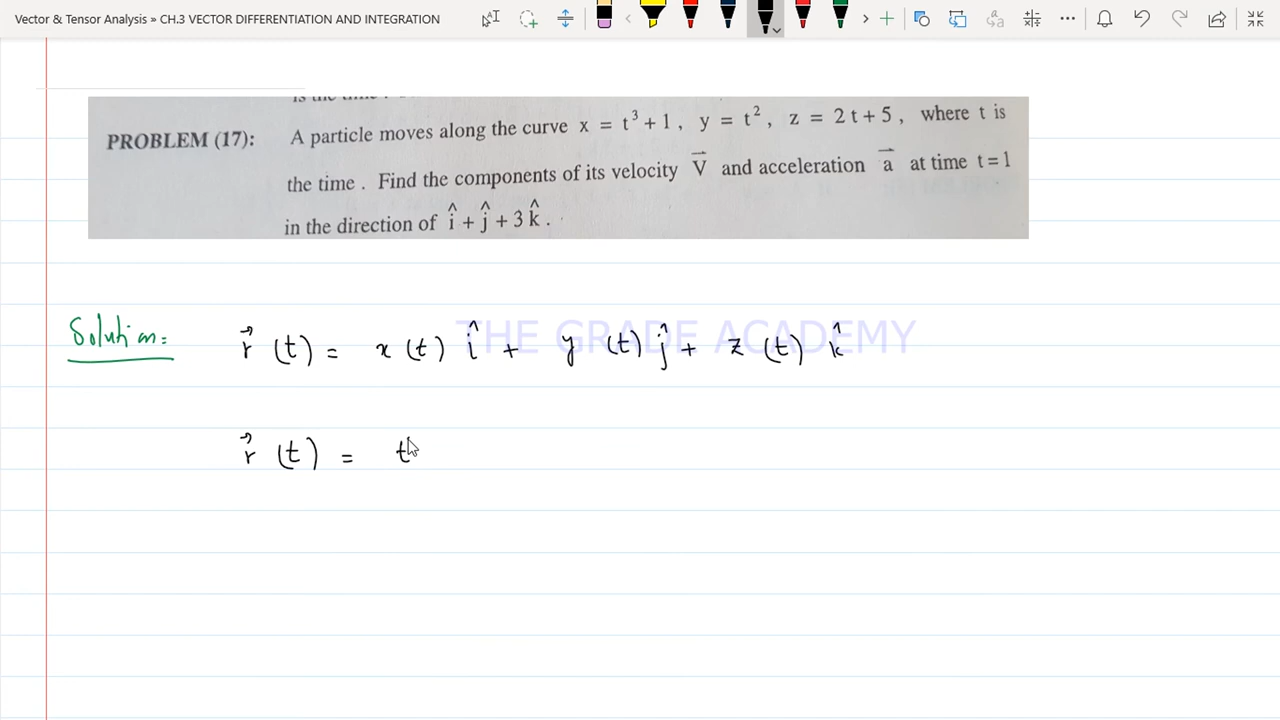 Vector & Tensor Analysis » CH.3 VECTOR DIFFERENTIATION AND INTEGRATION
PROBLEM (17): A particle moves along the curve x = t³ + 1 , y = t² , z = 2 t + 5 , where t is
the time . Find the components of its velocity V⃗ and acceleration a⃗ at time t = 1
in the direction of î + ĵ + 3 k̂ .
THE GRADE ACADEMY
Solution:
r⃗ (t) = x (t) î + y (t) ĵ + z (t) k̂
r⃗ (t) = t